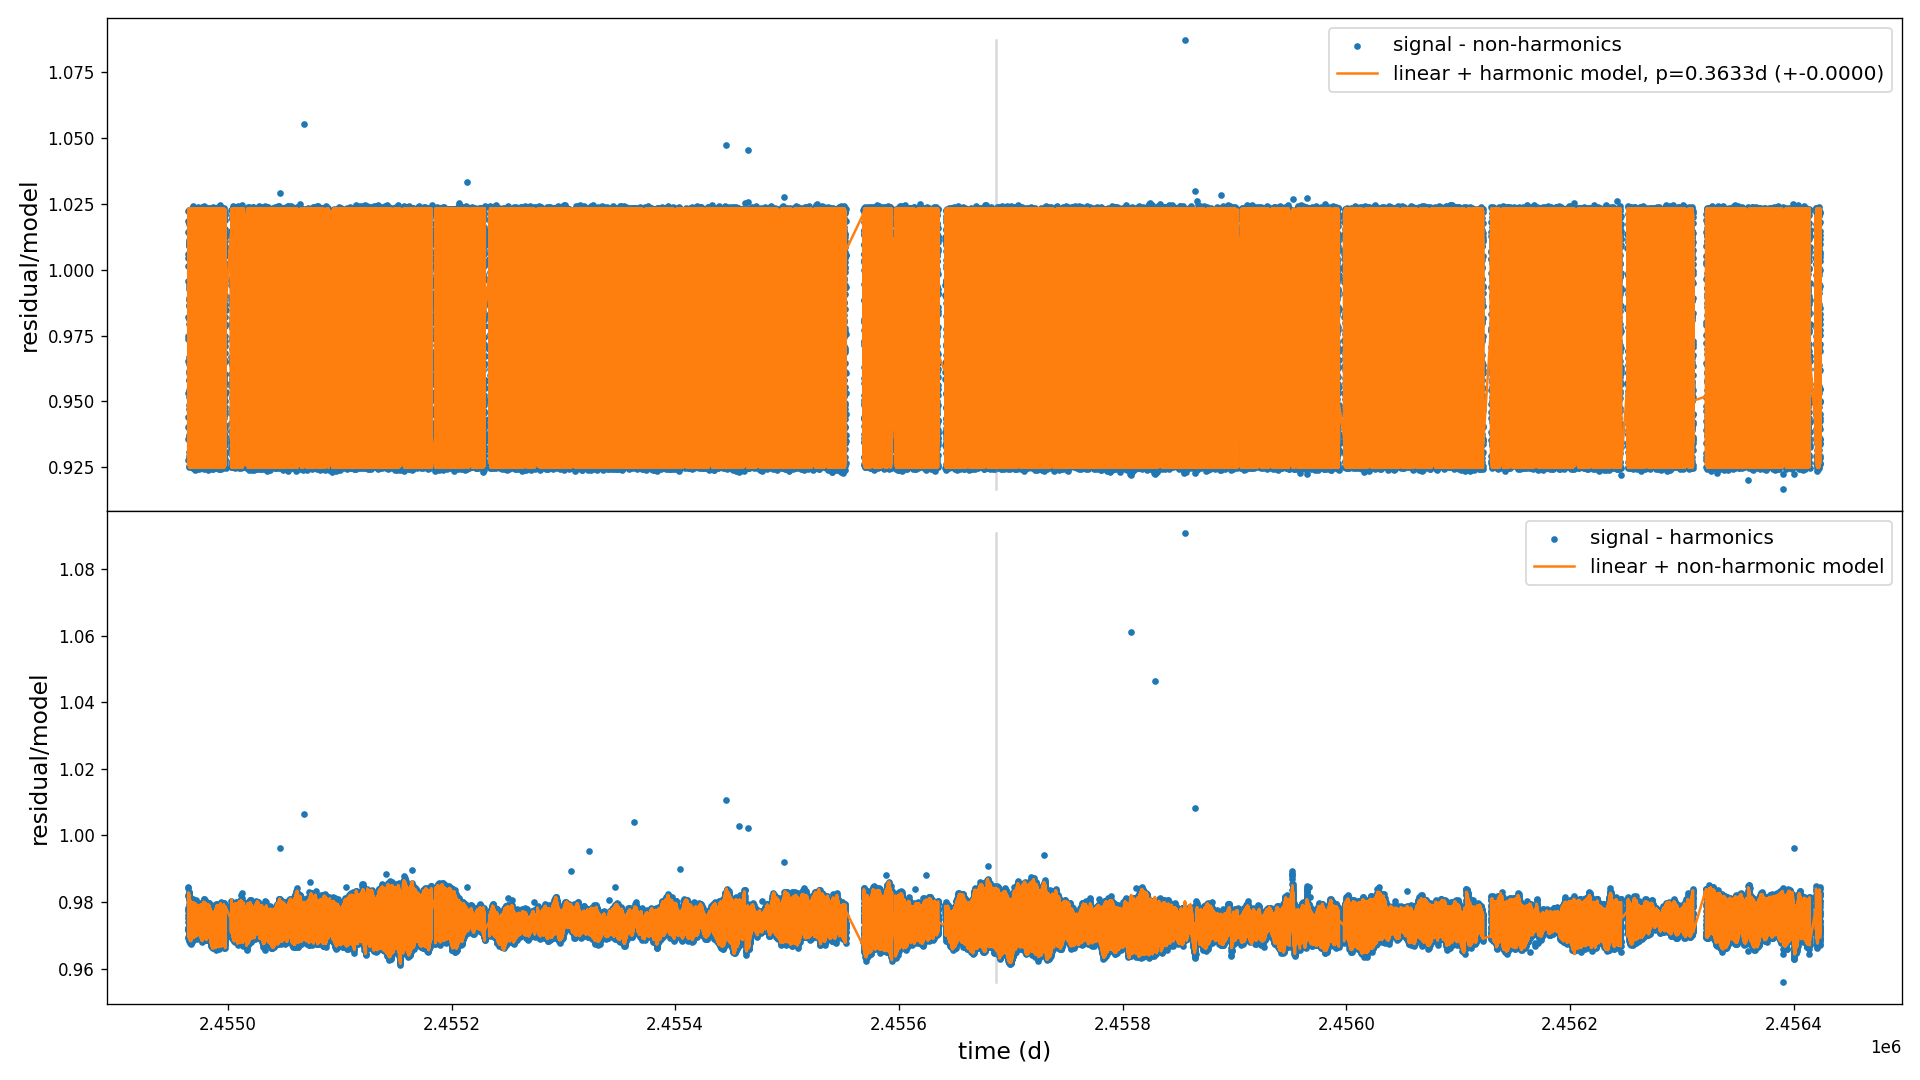 signal - non-harmonics
linear + harmonic model, p=0.3633d (+-0.0000)
1.075
1.050
1.025
1.000
0.975
0.950
0.925
residual/model
signal - harmonics
linear + non-harmonic model
1.08
1.06
1.04
1.02
1.00
0.98
0.96
residual/model
2.4550
2.4552
2.4554
2.4556
2.4558
2.4560
2.4562
2.4564
1e6
time (d)